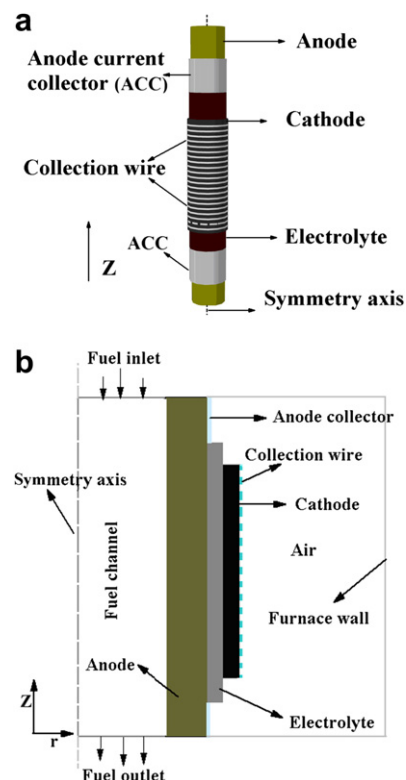 a
Anode
Anode current
collector (ACC)
Cathode
Collection wire
Electrolyte
Z
ACC
Symmetry axis
b
Fuel inlet
Anode collector
Collection wire
Symmetry axis
Cathode
Air
Fuel channel
Furnace wall
Anode
Z
Electrolyte
r
Fuel outlet